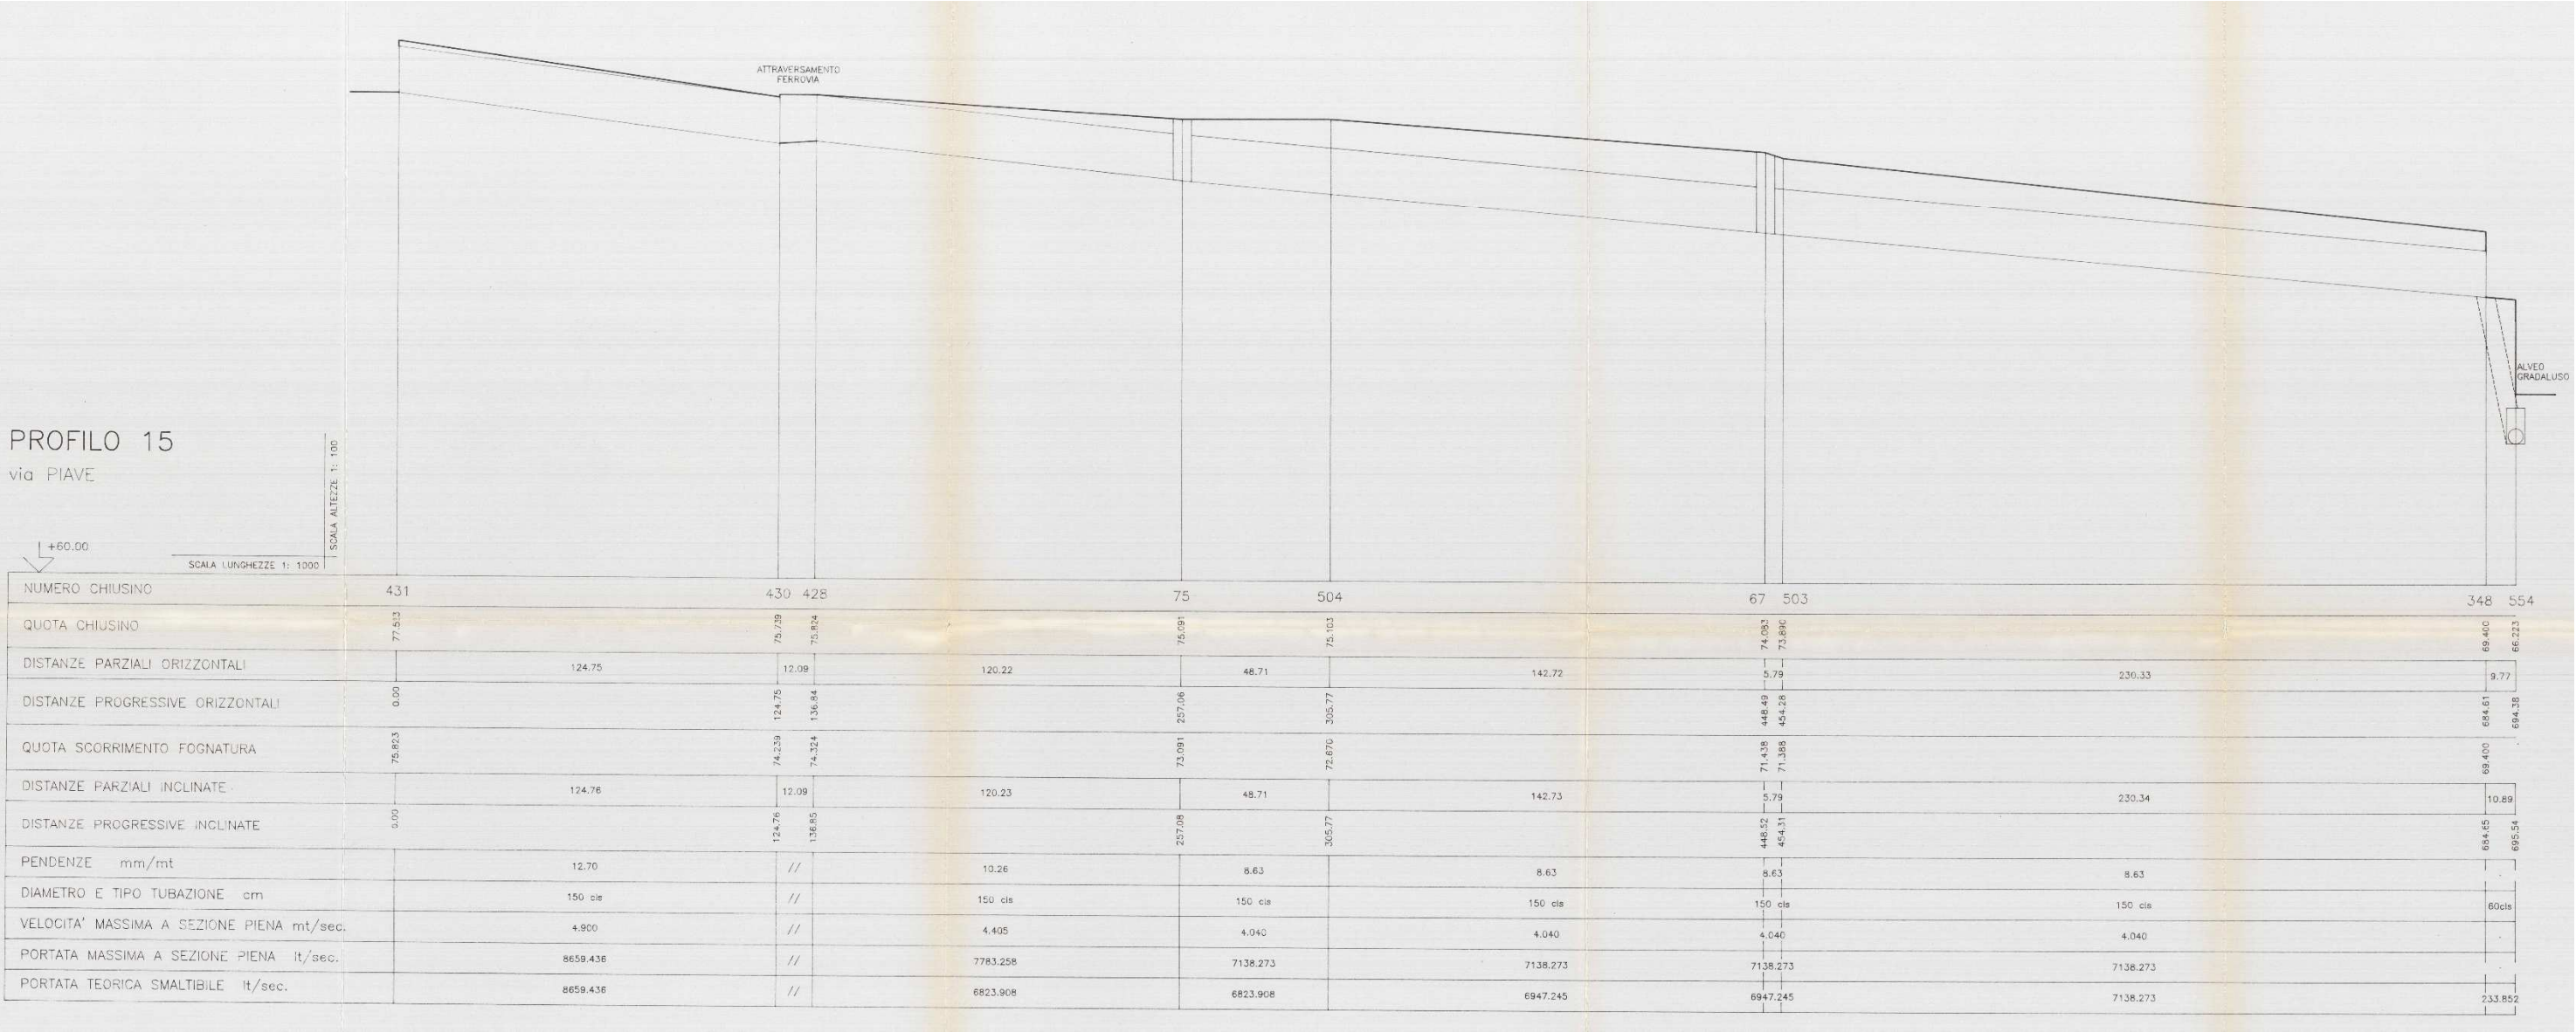 ATTRAVERSAMENTO
FERROVIA
ALVEO
GRADALUSO
PROFILO 15
via PIAVE
SCALA ALTEZZE 1: 100
+60.00
SCALA LUNGHEZZE 1: 1000
NUMERO CHIUSINO 431 430 428 75 504 67 503 348 554
QUOTA CHIUSINO 77.513 75.739 75.824 75.091 75.103 74.083 73.890 69.400 66.223
DISTANZE PARZIALI ORIZZONTALI 124.75 12.09 120.22 48.71 142.72 5.79 230.33 9.77
DISTANZE PROGRESSIVE ORIZZONTALI 0.00 124.75 136.84 257.06 305.77 448.49 454.28 684.61 694.38
QUOTA SCORRIMENTO FOGNATURA 75.823 74.239 74.324 73.091 72.670 71.438 71.388 69.400
DISTANZE PARZIALI INCLINATE 124.76 12.09 120.23 48.71 142.73 5.79 230.34 10.89
DISTANZE PROGRESSIVE INCLINATE 0.00 124.76 136.85 257.08 305.77 448.52 454.31 684.65 695.54
PENDENZE mm/mt 12.70 // 10.26 8.63 8.63 8.63 8.63
DIAMETRO E TIPO TUBAZIONE cm 150 cls // 150 cls 150 cls 150 cls 150 cls 150 cls 60cls
VELOCITA' MASSIMA A SEZIONE PIENA mt/sec. 4.900 // 4.405 4.040 4.040 4.040 4.040
PORTATA MASSIMA A SEZIONE PIENA lt/sec. 8659.436 // 7783.258 7138.273 7138.273 7138.273 7138.273
PORTATA TEORICA SMALTIBILE lt/sec. 8659.436 // 6823.908 6823.908 6947.245 6947.245 7138.273 233.852